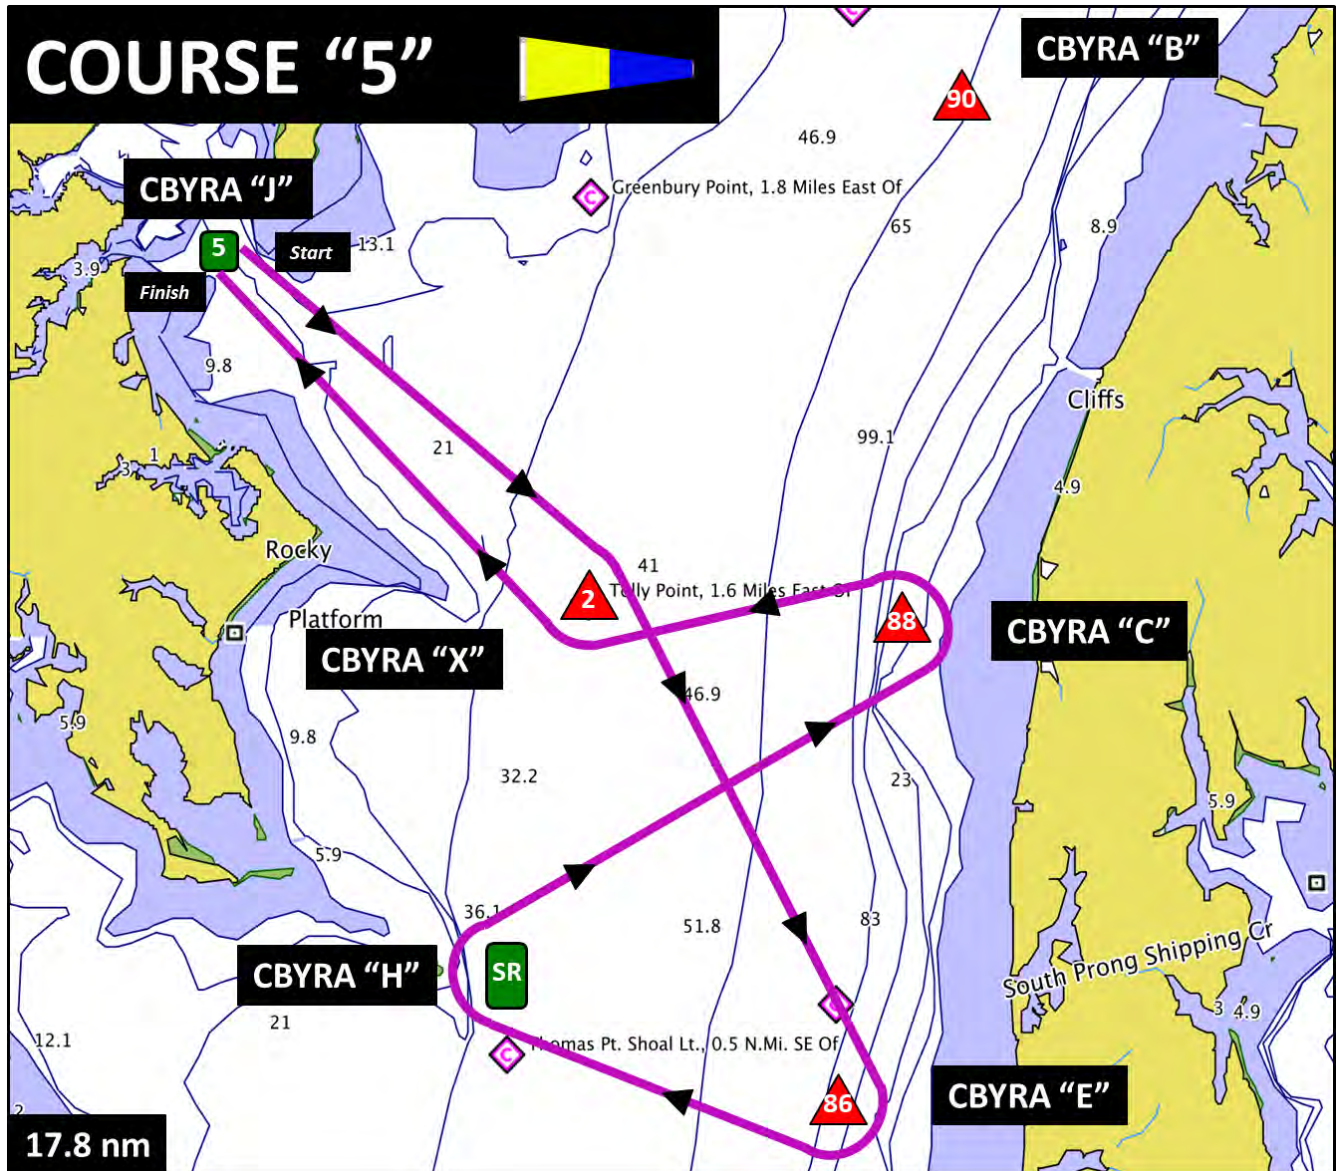 COURSE “5”
CBYRA “B”
C
90
46.9
CBYRA “J”
C
Greenbury Point, 1.8 Miles East Of
65
8.9
5
Start
13.1
3.9
Finish
9.8
Cliffs
99.1
21
1
3
4.9
Rocky
41
2
Tolly Point, 1.6 Miles East Of
Platform
88
CBYRA “C”
CBYRA “X”
46.9
5.9
9.8
32.2
23
5.9
5.9
36.1
51.8
83
South Prong Shipping Cr
CBYRA “H”
SR
C
3
4.9
21
12.1
C
Thomas Pt. Shoal Lt., 0.5 N.Mi. SE Of
86
CBYRA “E”
2
17.8 nm